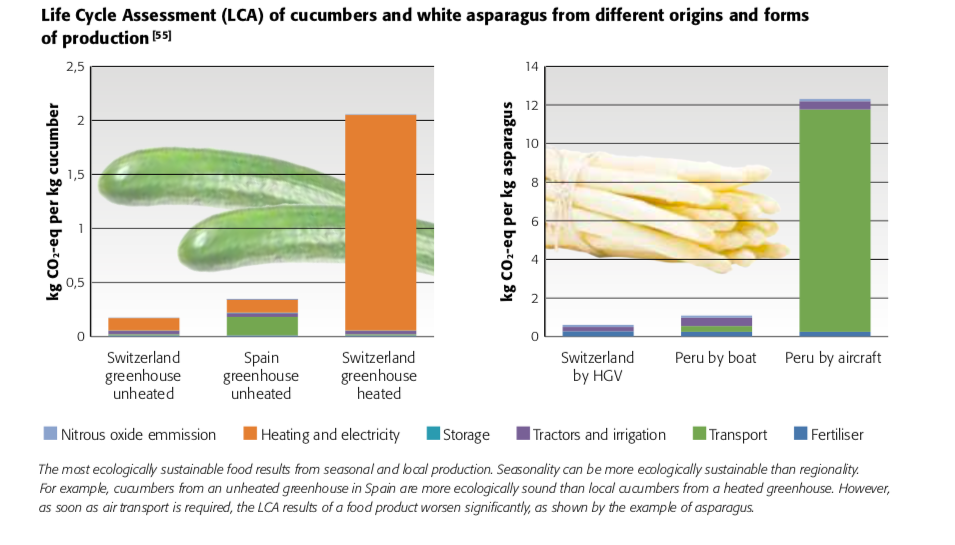 Life Cycle Assessment (LCA) of cucumbers and white asparagus from different origins and forms
of production [55]
kg CO₂-eq per kg cucumber
2,5
2
1,5
1
0,5
0
Switzerland
greenhouse
unheated
Spain
greenhouse
unheated
Switzerland
greenhouse
heated
kg CO₂-eq per kg asparagus
14
12
10
8
6
4
2
0
Switzerland
by HGV
Peru by boat
Peru by aircraft
Nitrous oxide emmission
Heating and electricity
Storage
Tractors and irrigation
Transport
Fertiliser
The most ecologically sustainable food results from seasonal and local production. Seasonality can be more ecologically sustainable than regionality.
For example, cucumbers from an unheated greenhouse in Spain are more ecologically sound than local cucumbers from a heated greenhouse. However,
as soon as air transport is required, the LCA results of a food product worsen significantly, as shown by the example of asparagus.